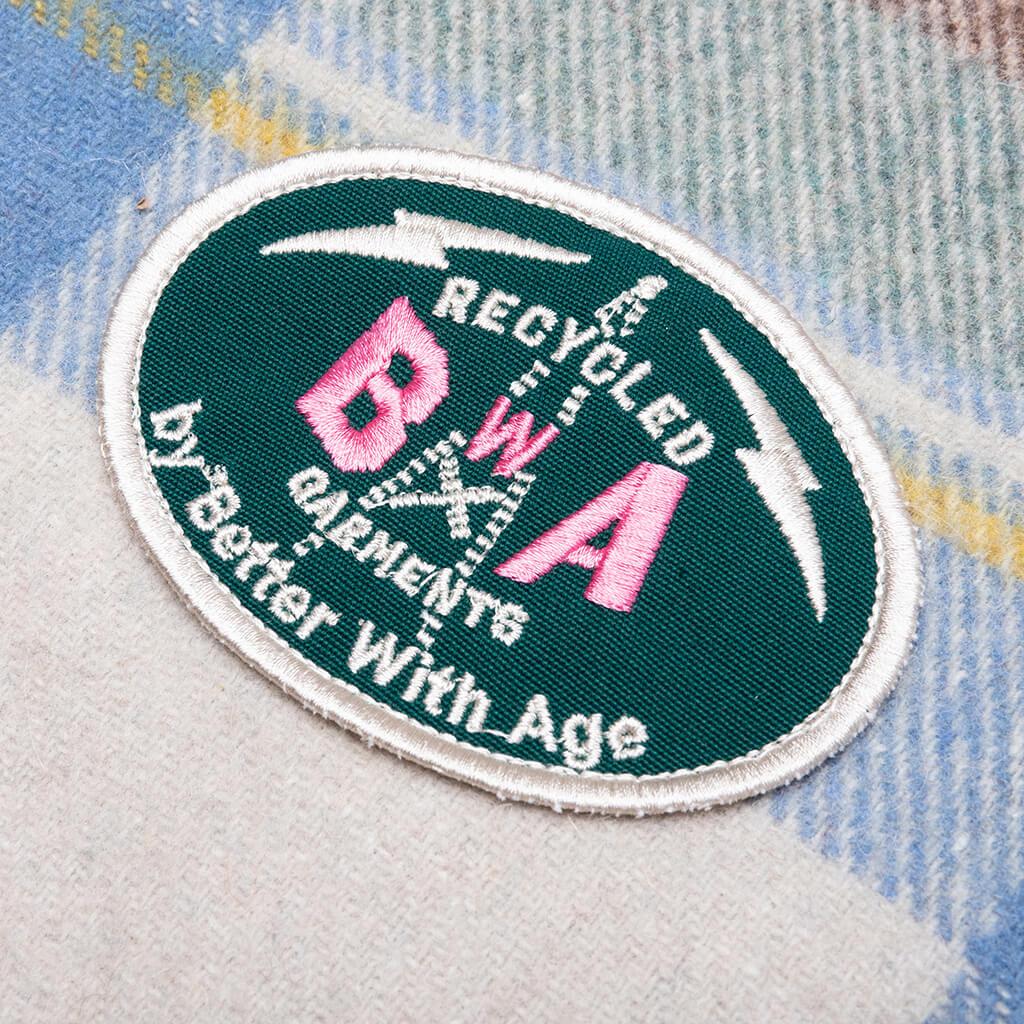 RECYCLED
BWA
GARMENTS
by Better With Age